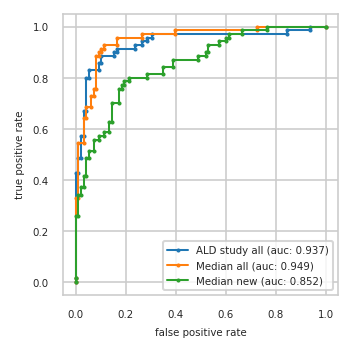 1.0
0.8
0.6
0.4
0.2
0.0
true positive rate
ALD study all (auc: 0.937)
Median all (auc: 0.949)
Median new (auc: 0.852)
0.0 0.2 0.4 0.6 0.8 1.0
false positive rate